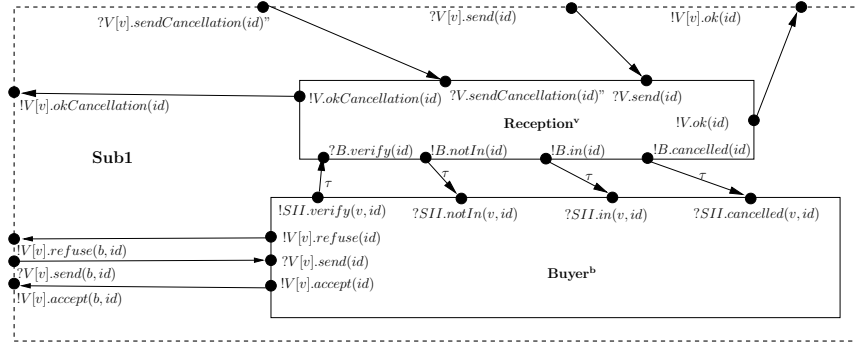 ?V[v].sendCancellation(id)" ?V[v].send(id) !V[v].ok(id)
!V[v].okCancellation(id) !V.okCancellation(id) ?V.sendCancellation(id)" ?V.send(id)
Reception^v !V.ok(id)
Sub1 ?B.verify(id) !B.notIn(id) !B.in(id) !B.cancelled(id)
τ τ τ τ
!SII.verify(v, id) ?SII.notIn(v, id) ?SII.in(v, id) ?SII.cancelled(v, id)
!V[v].refuse(id)
!V[v].refuse(b, id)
?V[v].send(id)
?V[v].send(b, id) Buyer^b
!V[v].accept(id)
!V[v].accept(b, id)